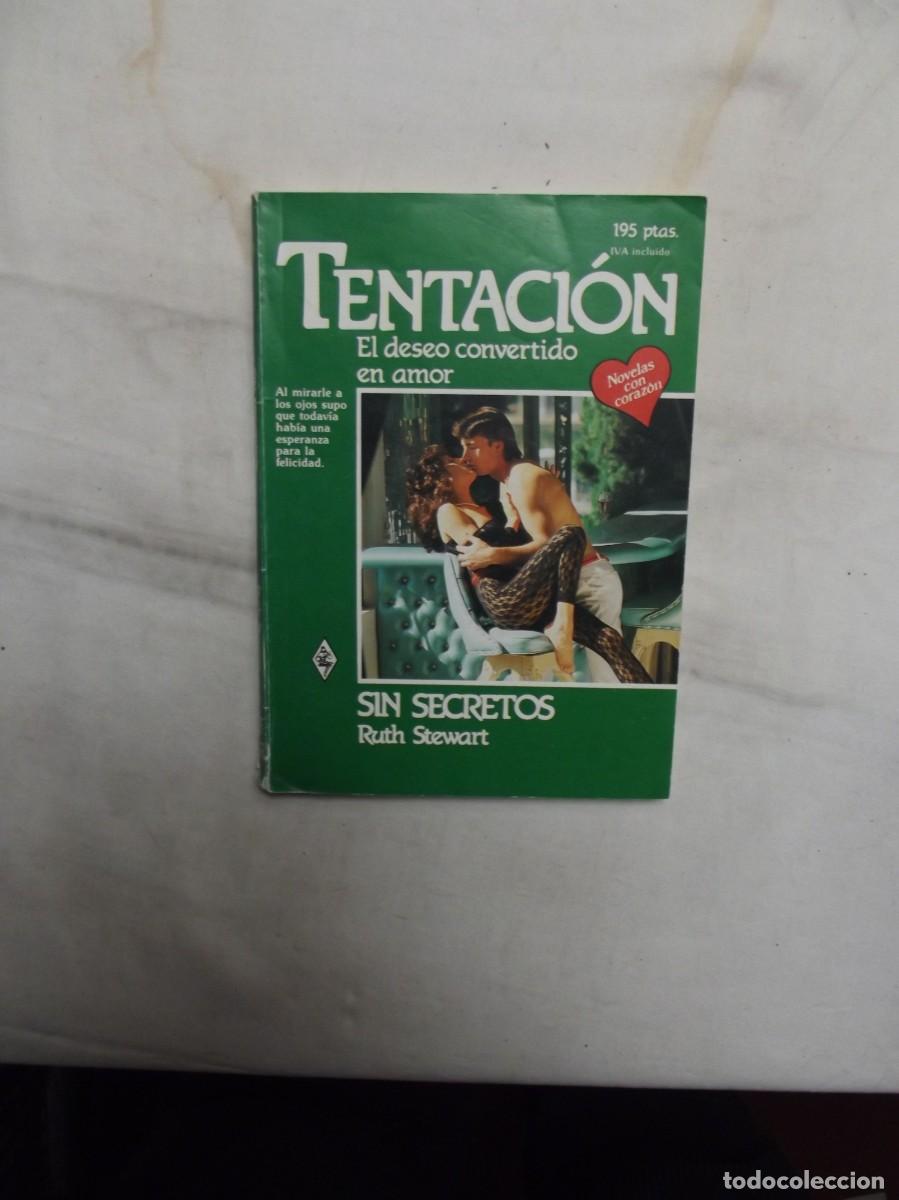 195 ptas.
IVA incluido
TENTACIÓN
El deseo convertido
en amor
Novelas
con
corazón
Al mirarle a
los ojos supo
que todavía
había una
esperanza
para la
felicidad.
SIN SECRETOS
Ruth Stewart
todocoleccion